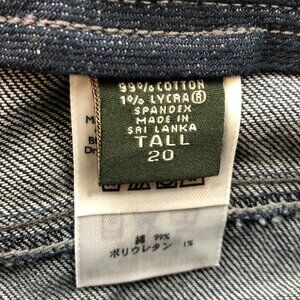 99% COTTON
1% LYCRA®
SPANDEX
MADE IN
SRI LANKA
TALL
20
綿 99%
ポリウレタン 1%